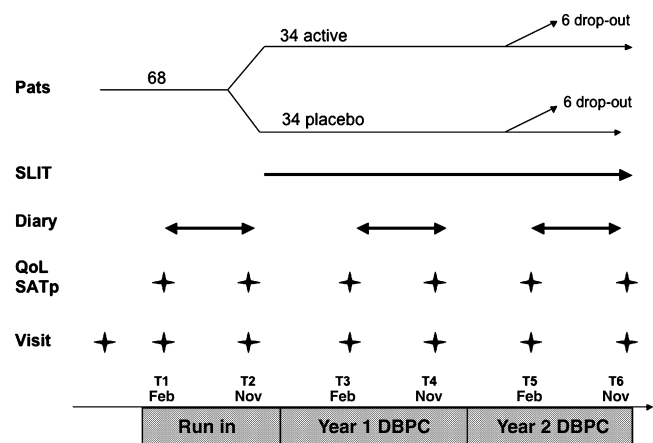 6 drop-out
34 active
68
Pats
34 placebo
6 drop-out
SLIT
Diary
QoL
SATp
Visit
T1 T2 T3 T4 T5 T6
Feb Nov Feb Nov Feb Nov
Run in Year 1 DBPC Year 2 DBPC